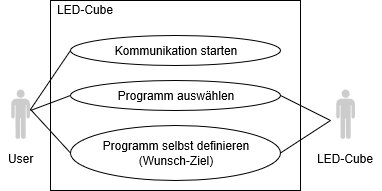 LED-Cube
Kommunikation starten
Programm auswählen
Programm selbst definieren
(Wunsch-Ziel)
User
LED-Cube